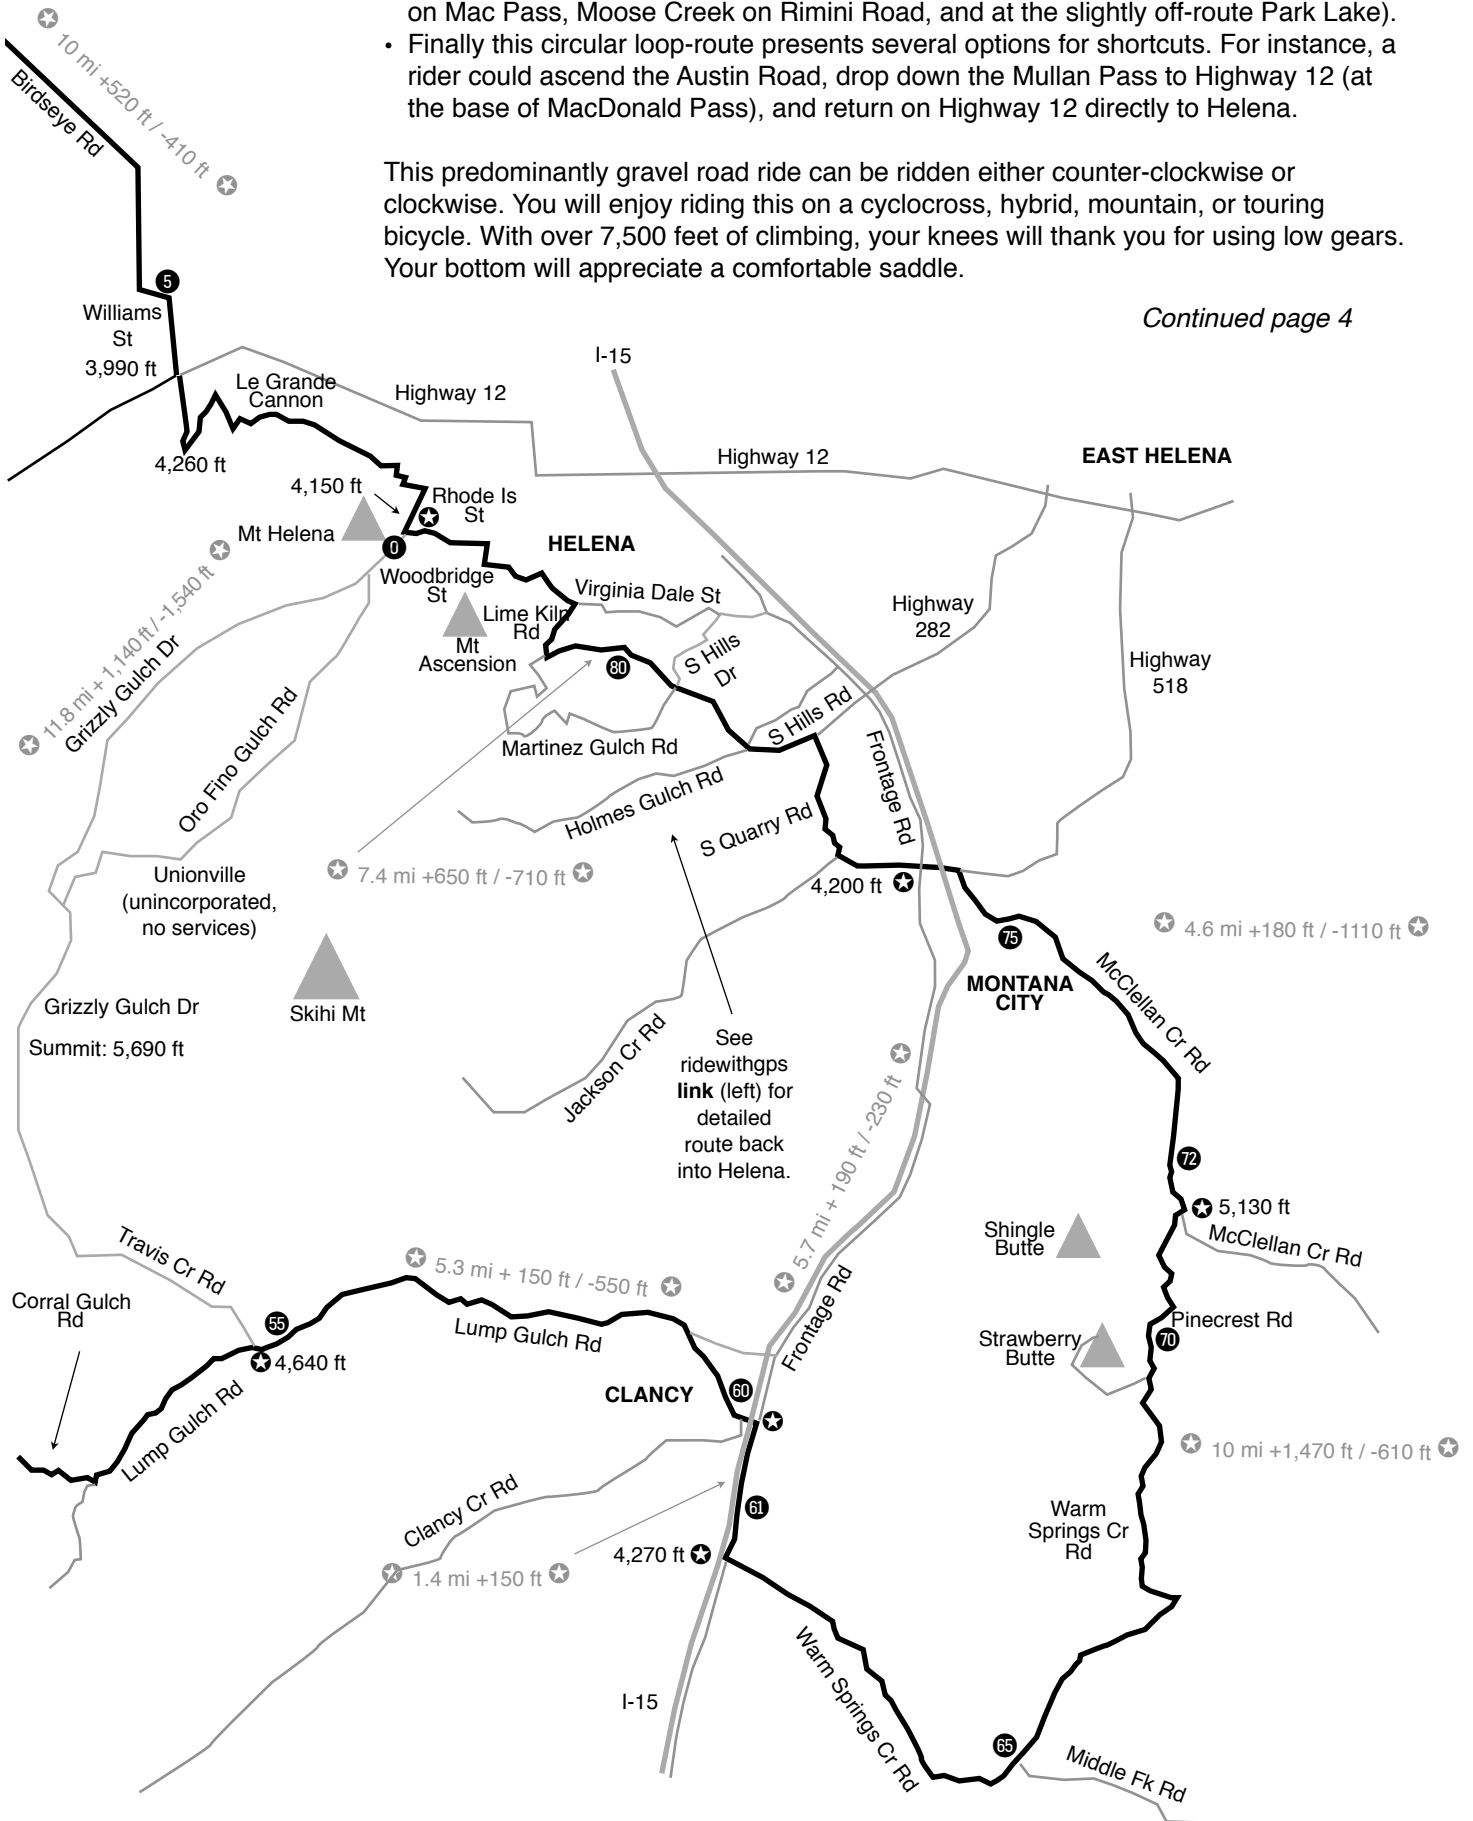 on Mac Pass, Moose Creek on Rimini Road, and at the slightly off-route Park Lake).
• Finally this circular loop-route presents several options for shortcuts. For instance, a
rider could ascend the Austin Road, drop down the Mullan Pass to Highway 12 (at
the base of MacDonald Pass), and return on Highway 12 directly to Helena.
This predominantly gravel road ride can be ridden either counter-clockwise or
clockwise. You will enjoy riding this on a cyclocross, hybrid, mountain, or touring
bicycle. With over 7,500 feet of climbing, your knees will thank you for using low gears.
Your bottom will appreciate a comfortable saddle.
Continued page 4
10 mi +520 ft / -410 ft
Birdseye Rd
5
Williams
St
3,990 ft
I-15
Le Grande
Cannon
Highway 12
Highway 12
EAST HELENA
4,260 ft
4,150 ft
Rhode Is
St
Mt Helena
0
HELENA
Woodbridge
St
Virginia Dale St
Lime Kiln
Rd
Mt
Ascension
80
S Hills
Dr
Highway
282
Highway
518
11.8 mi + 1,140 ft / -1,540 ft
Grizzly Gulch Dr
Oro Fino Gulch Rd
S Hills Rd
Martinez Gulch Rd
Frontage Rd
Holmes Gulch Rd
S Quarry Rd
7.4 mi +650 ft / -710 ft
4,200 ft
Unionville
(unincorporated,
no services)
75
4.6 mi +180 ft / -1110 ft
McClellan Cr Rd
MONTANA
CITY
Skihi Mt
Grizzly Gulch Dr
Summit: 5,690 ft
Jackson Cr Rd
See
ridewithgps
link (left) for
detailed
route back
into Helena.
5.7 mi + 190 ft / -230 ft
72
5,130 ft
McClellan Cr Rd
Shingle
Butte
Travis Cr Rd
5.3 mi + 150 ft / -550 ft
Corral Gulch
Rd
55
Lump Gulch Rd
4,640 ft
Frontage Rd
Pinecrest Rd
70
Strawberry
Butte
CLANCY
60
Lump Gulch Rd
10 mi +1,470 ft / -610 ft
Clancy Cr Rd
61
Warm
Springs Cr
Rd
4,270 ft
1.4 mi +150 ft
Warm Springs Cr Rd
I-15
65
Middle Fk Rd